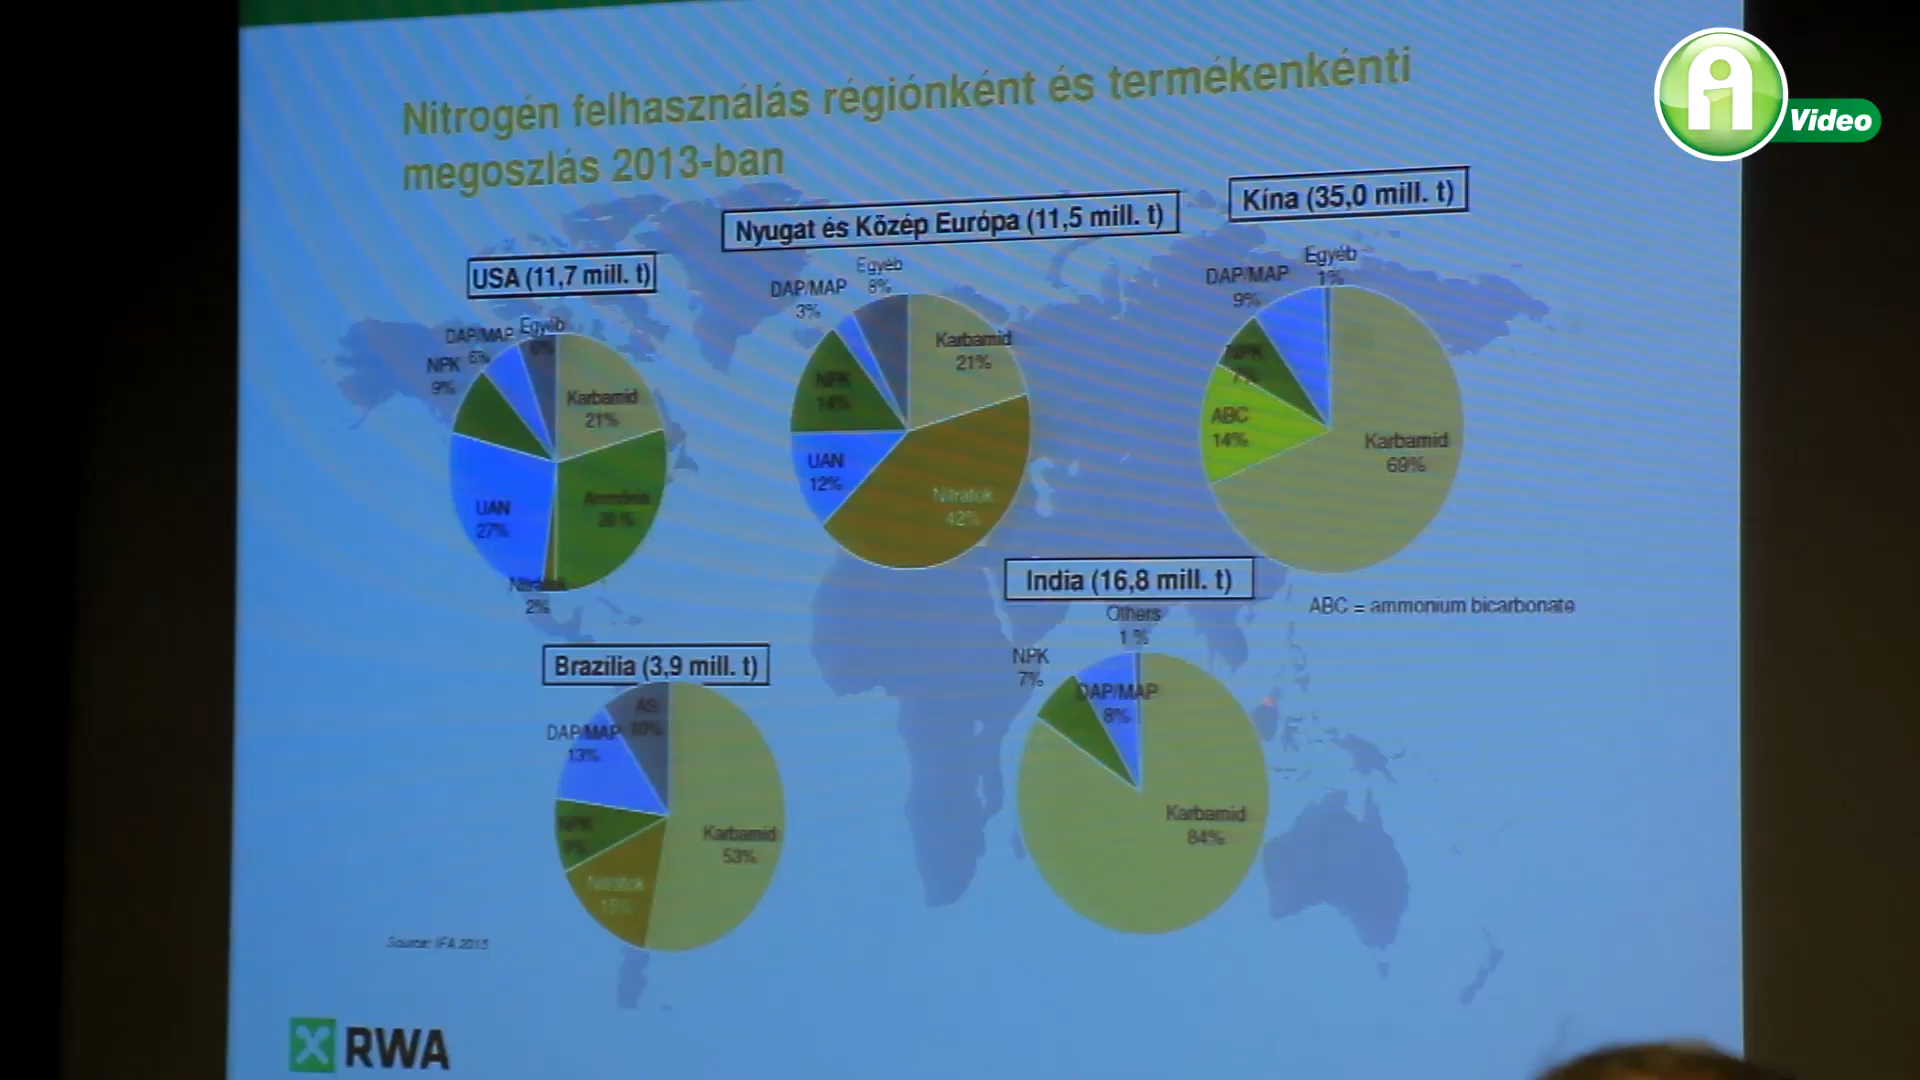 Video
Nitrogén felhasználás régiónként és termékenkénti
megoszlás 2013-ban
USA (11,7 mill. t)
DAP/MAP
6%
Egyéb
6%
NPK
9%
Karbamid
21%
UAN
27%
Ammónia
Nitrátok
2%
Nyugat és Közép Európa (11,5 mill. t)
Egyéb
8%
DAP/MAP
3%
Karbamid
21%
NPK
14%
UAN
12%
Nitrátok
42%
Kína (35,0 mill. t)
Egyéb
1%
DAP/MAP
9%
NPK
7%
ABC
14%
Karbamid
69%
ABC = ammonium bicarbonate
Brazília (3,9 mill. t)
AS
10%
DAP/MAP
13%
NPK
Karbamid
53%
Nitrátok
15%
India (16,8 mill. t)
Others
1 %
NPK
7%
DAP/MAP
8%
Karbamid
84%
Source: IFA 2015
RWA